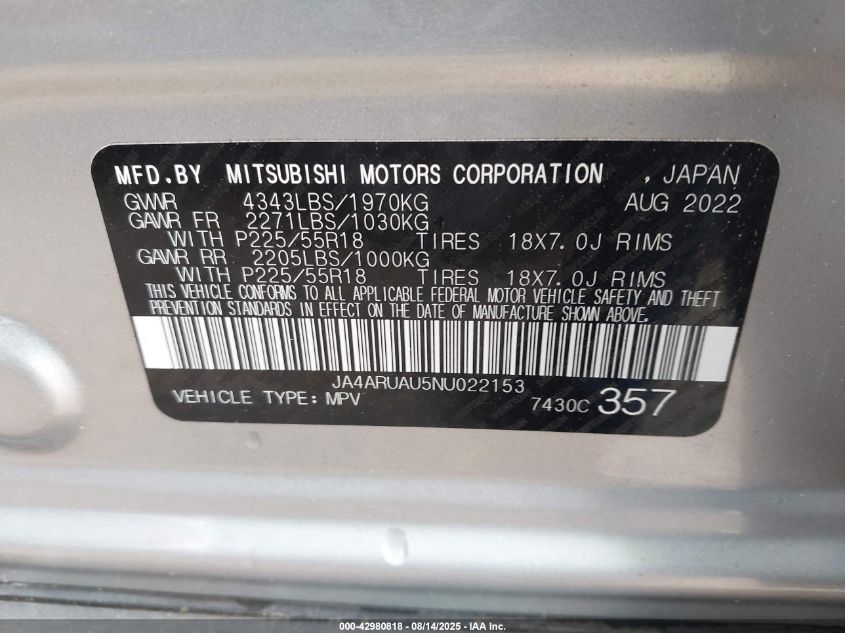 MFD.BY MITSUBISHI MOTORS CORPORATION , JAPAN
GVWR 4343LBS/1970KG AUG 2022
GAWR FR 2271LBS/1030KG
WITH P225/55R18 TIRES 18X7.0J RIMS
GAWR RR 2205LBS/1000KG
WITH P225/55R18 TIRES 18X7.0J RIMS
THIS VEHICLE CONFORMS TO ALL APPLICABLE FEDERAL MOTOR VEHICLE SAFETY AND THEFT
PREVENTION STANDARDS IN EFFECT ON THE DATE OF MANUFACTURE SHOWN ABOVE.
JA4ARUAU5NU022153
VEHICLE TYPE: MPV 7430C 357
000-42980818 - 08/14/2025 - IAA Inc.